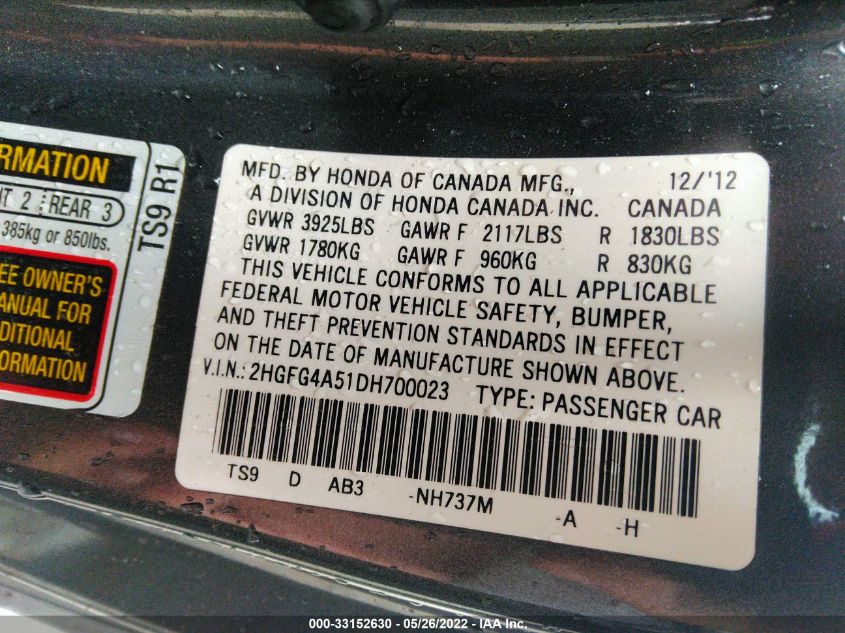 RMATION
2 REAR 3
385kg or 850lbs.
EE OWNER'S
ANUAL FOR
DITIONAL
FORMATION
TS9 R1
MFD. BY HONDA OF CANADA MFG., 12/'12
A DIVISION OF HONDA CANADA INC. CANADA
GVWR 3925LBS GAWR F 2117LBS R 1830LBS
GVWR 1780KG GAWR F 960KG R 830KG
THIS VEHICLE CONFORMS TO ALL APPLICABLE
FEDERAL MOTOR VEHICLE SAFETY, BUMPER,
AND THEFT PREVENTION STANDARDS IN EFFECT
ON THE DATE OF MANUFACTURE SHOWN ABOVE.
V.I.N.: 2HGFG4A51DH700023 TYPE: PASSENGER CAR
TS9 D AB3 -NH737M -A -H
000-33152630 - 05/26/2022 - IAA Inc.